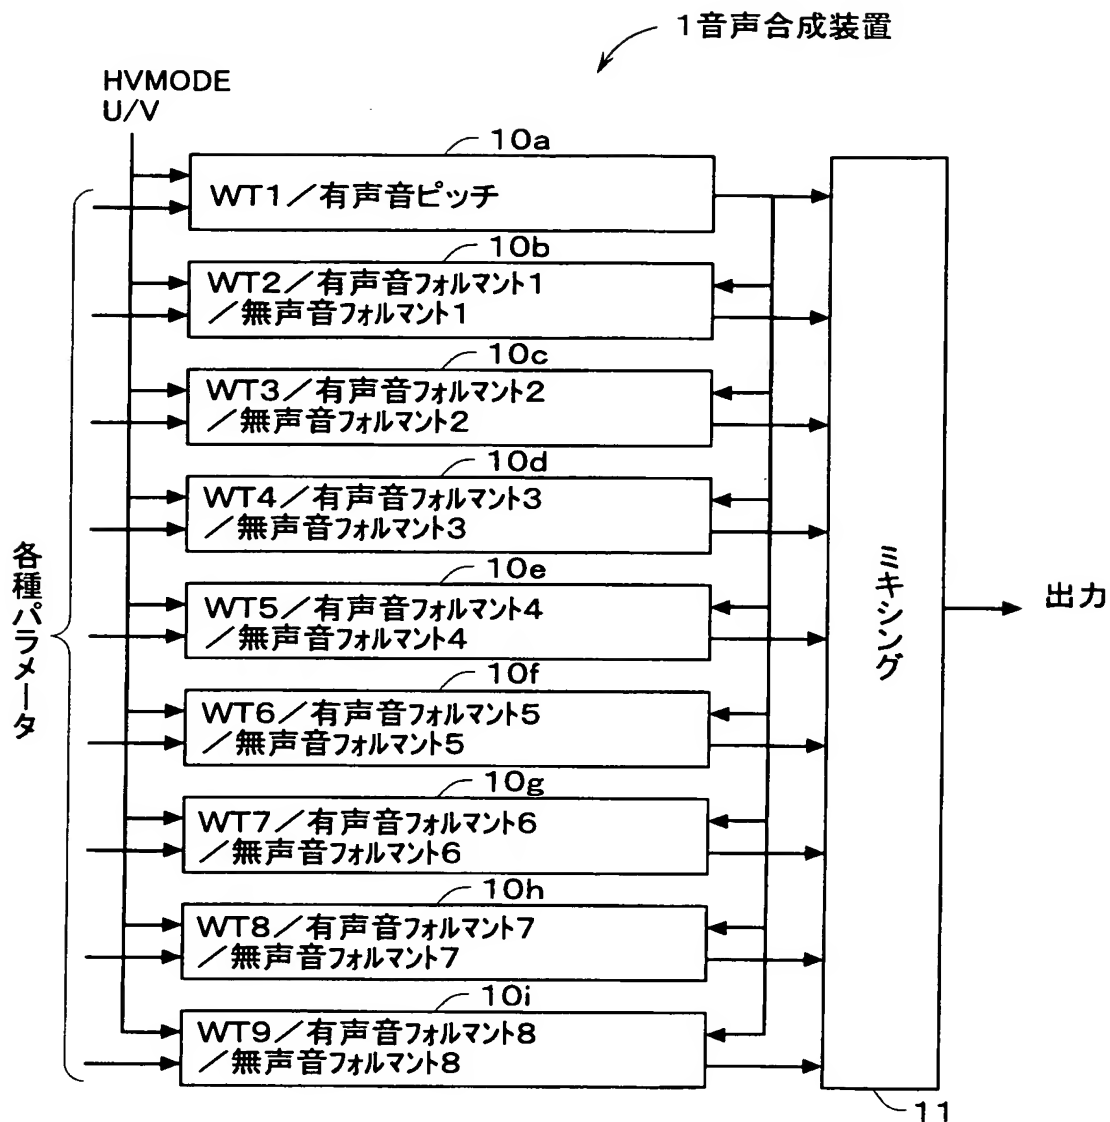 1音声合成装置
HVMODE
U/V
10a
WT1／有声音ピッチ
10b
WT2／有声音フォルマント1
／無声音フォルマント1
10c
WT3／有声音フォルマント2
／無声音フォルマント2
10d
WT4／有声音フォルマント3
／無声音フォルマント3
10e
WT5／有声音フォルマント4
／無声音フォルマント4
10f
WT6／有声音フォルマント5
／無声音フォルマント5
10g
WT7／有声音フォルマント6
／無声音フォルマント6
10h
WT8／有声音フォルマント7
／無声音フォルマント7
10i
WT9／有声音フォルマント8
／無声音フォルマント8
各種パラメータ
ミキシング
出力
11